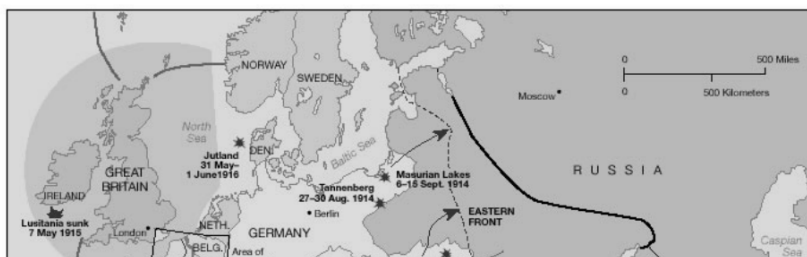 NORWAY
SWEDEN
0 500 Miles
0 500 Kilometers
Moscow
North
Sea
Baltic Sea
Jutland
31 May–
1 June1916
DEN.
GREAT
BRITAIN
IRELAND
Lusitania sunk
7 May 1915
London
NETH.
BELG.
Area of
Berlin
GERMANY
Tannenberg
27–30 Aug. 1914
Masurian Lakes
6–15 Sept. 1914
EASTERN
FRONT
RUSSIA
Caspian
Sea